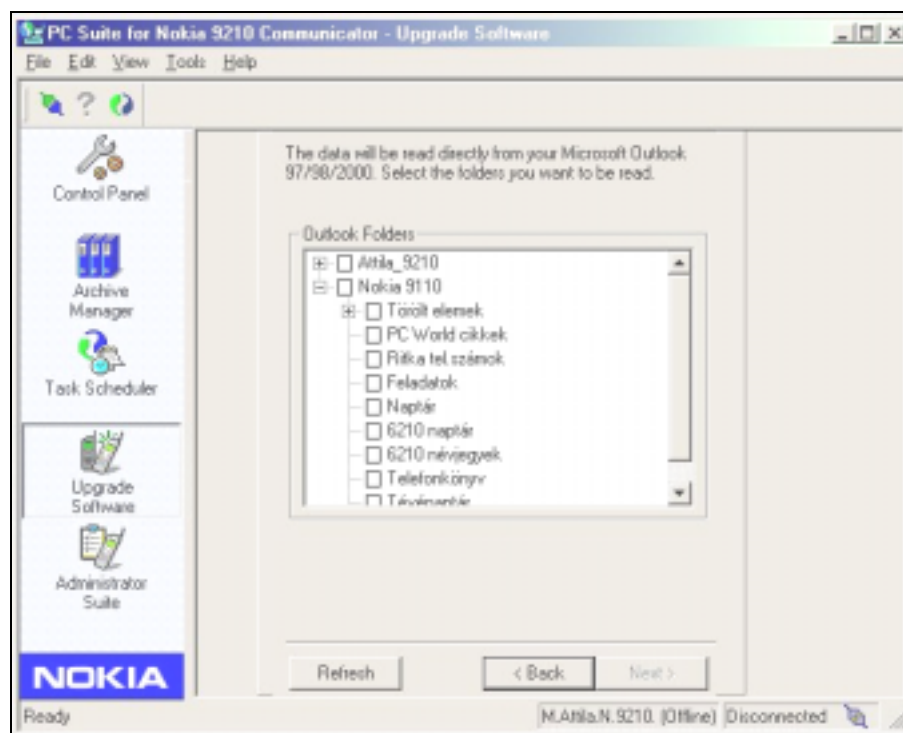 PC Suite for Nokia 9210 Communicator - Upgrade Software
File Edit View Tools Help
Control Panel
Archive
Manager
Task Scheduler
Upgrade
Software
Administrator
Suite
NOKIA
The data will be read directly from your Microsoft Outlook
97/98/2000. Select the folders you want to be read.
Outlook Folders
Attila_9210
Nokia 9110
Törölt elemek
PC World cikkek
Ritka tel.számok
Feladatok
Naptár
6210 naptár
6210 névjegyek
Telefonkönyv
Tévénaptár
Refresh
< Back
Next >
Ready
M.Attila.N.9210. (Offline) Disconnected